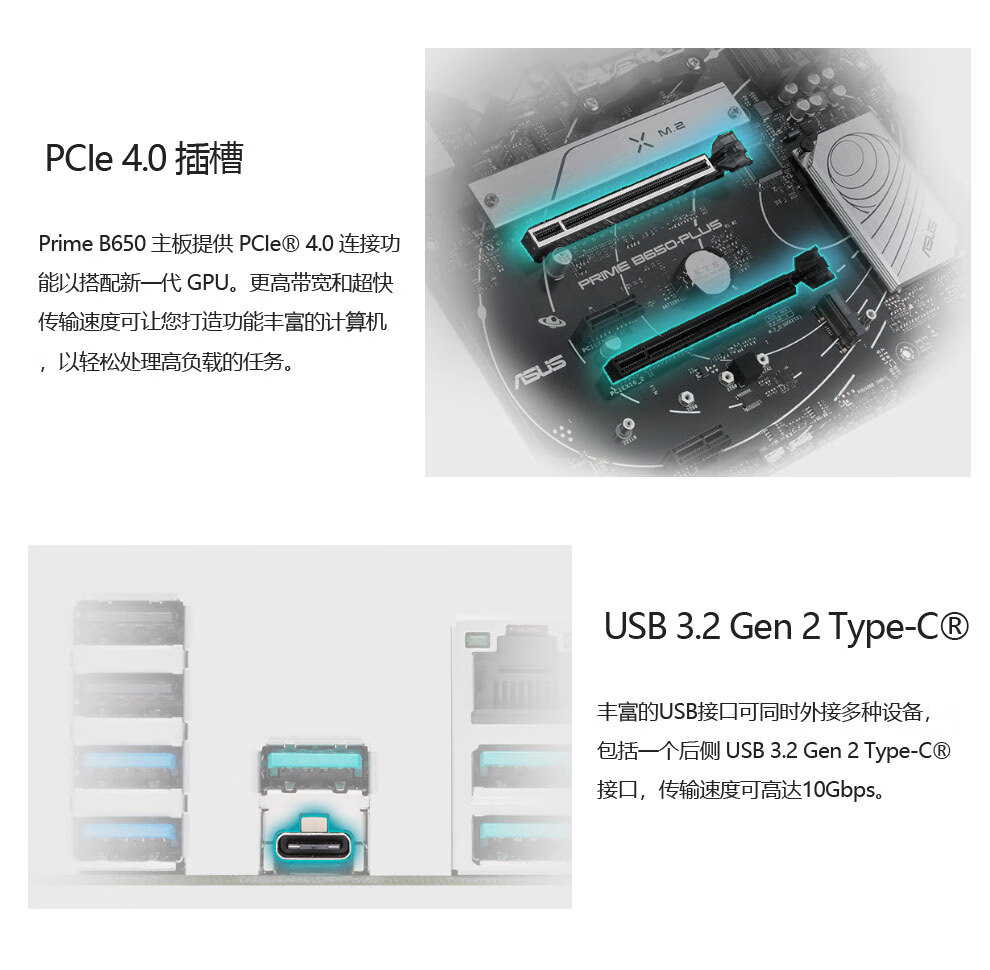 PCIe 4.0 插槽
Prime B650 主板提供 PCIe® 4.0 连接功
能以搭配新一代 GPU。更高带宽和超快
传输速度可让您打造功能丰富的计算机
，以轻松处理高负载的任务。
M.2
PRIME B650-PLUS
ASUS
ASUS
PCIEX16_2
USB 3.2 Gen 2 Type-C®
丰富的USB接口可同时外接多种设备，
包括一个后侧 USB 3.2 Gen 2 Type-C®
接口，传输速度可高达10Gbps。